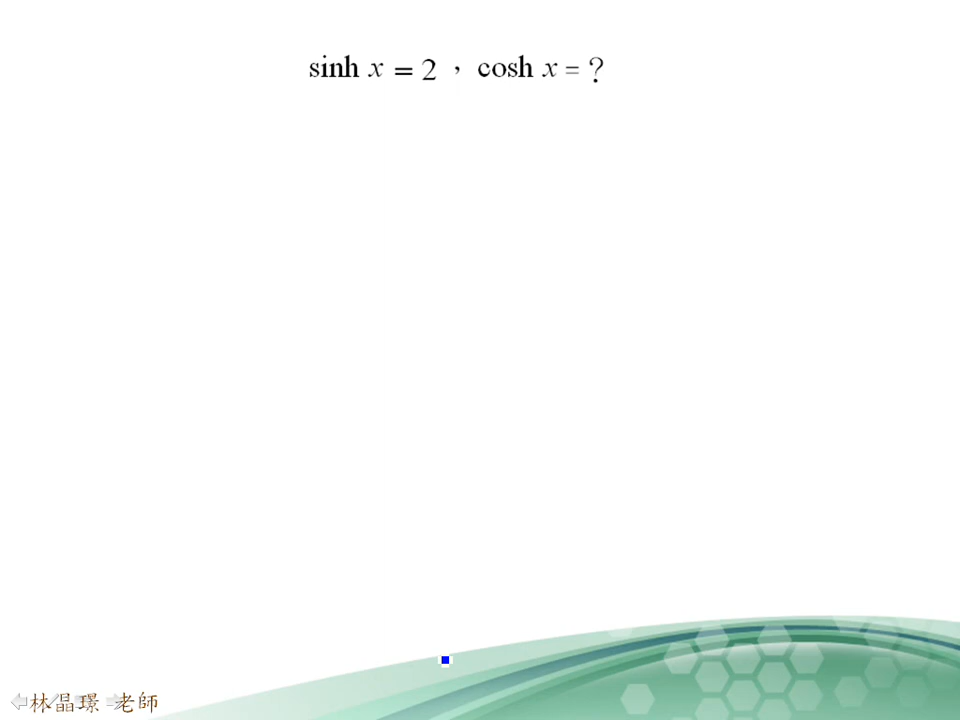 sinh x = 2 ， cosh x = ?
林晶璟 老師